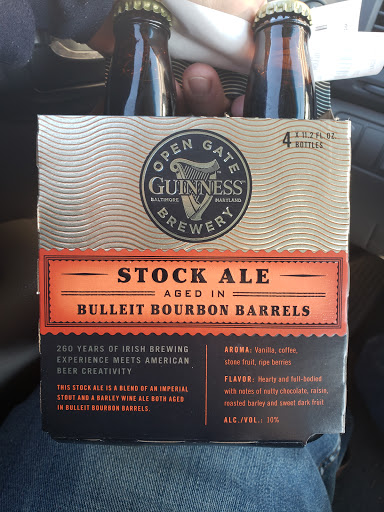 4 X 11.2 FL. OZ.
BOTTLES
OPEN GATE
GUINNESS
BALTIMORE MARYLAND
BREWERY
STOCK ALE
AGED IN
BULLEIT BOURBON BARRELS
260 YEARS OF IRISH BREWING
EXPERIENCE MEETS AMERICAN
BEER CREATIVITY
THIS STOCK ALE IS A BLEND OF AN IMPERIAL
STOUT AND A BARLEY WINE ALE BOTH AGED
IN BULLEIT BOURBON BARRELS.
AROMA: Vanilla, coffee,
stone fruit, ripe berries
FLAVOR: Hearty and full-bodied
with notes of nutty chocolate, raisin,
roasted barley and sweet dark fruit
ALC./VOL.: 10%